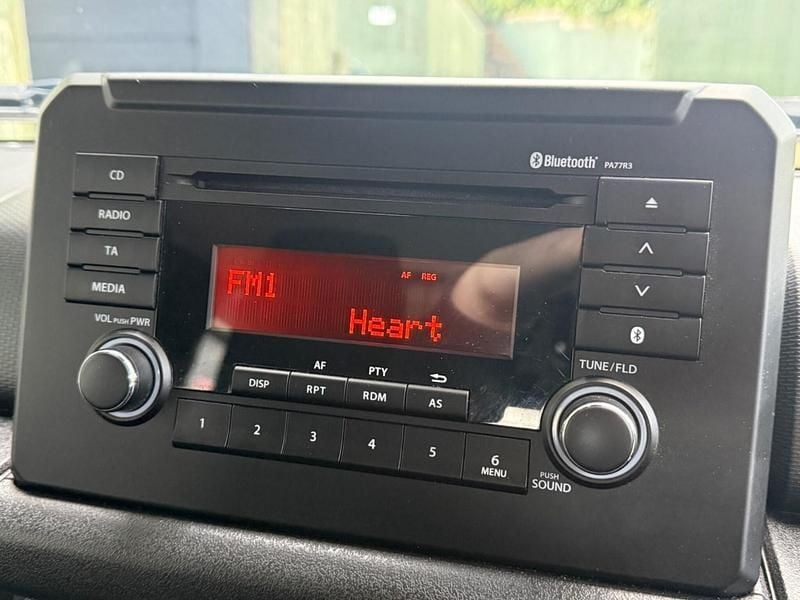 Bluetooth® PA77R3
CD
RADIO
TA
MEDIA
VOL PUSH PWR
AF REG
FM1
Heart
TUNE/FLD
AF PTY
DISP RPT RDM AS
1 2 3 4 5 6
MENU
PUSH
SOUND